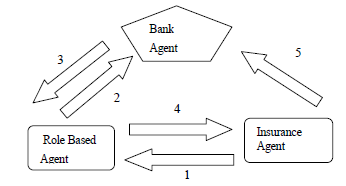 Bank
Agent
3
5
2
4
Role Based
Agent
Insurance
Agent
1